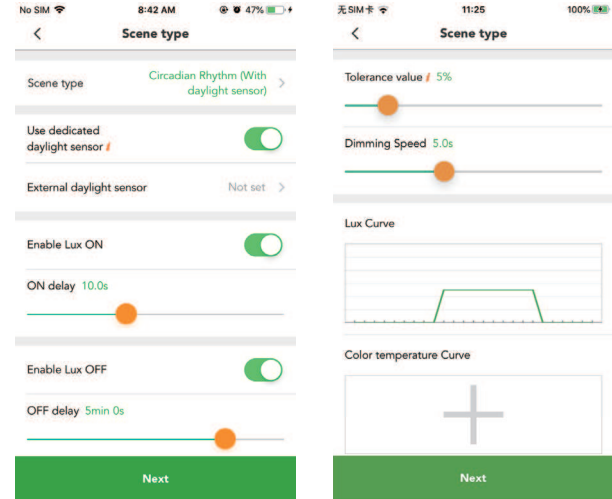 No SIM 8:42 AM 47%
Scene type
Scene type
Circadian Rhythm (With
daylight sensor)
Use dedicated
daylight sensor i
External daylight sensor Not set
Enable Lux ON
ON delay 10.0s
Enable Lux OFF
OFF delay 5min 0s
Next
无SIM卡 11:25 100%
Scene type
Tolerance value i 5%
Dimming Speed 5.0s
Lux Curve
Color temperature Curve
Next